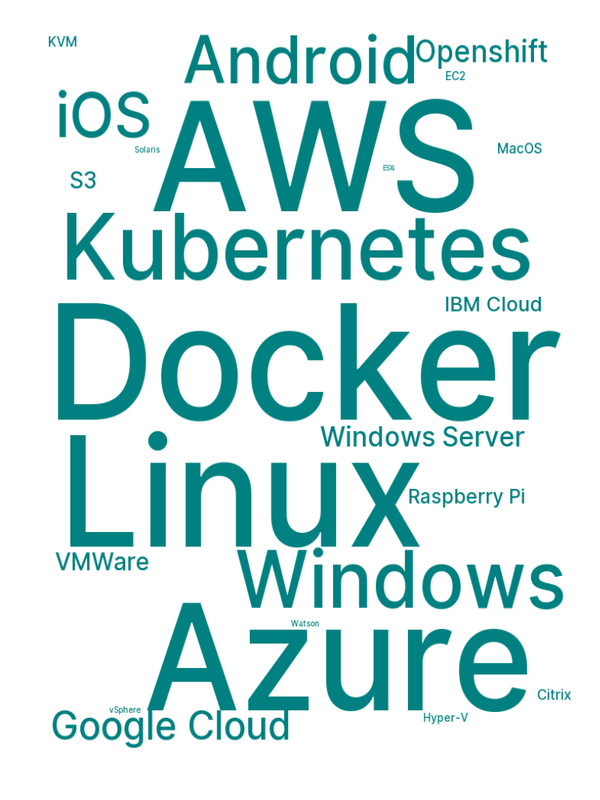 KVM
Android
Openshift
EC2
iOS
AWS
Solaris
MacOS
ESXi
S3
Kubernetes
IBM Cloud
Docker
Windows Server
Linux
Raspberry Pi
VMWare
Windows
Watson
Azure
Citrix
vSphere
Hyper-V
Google Cloud